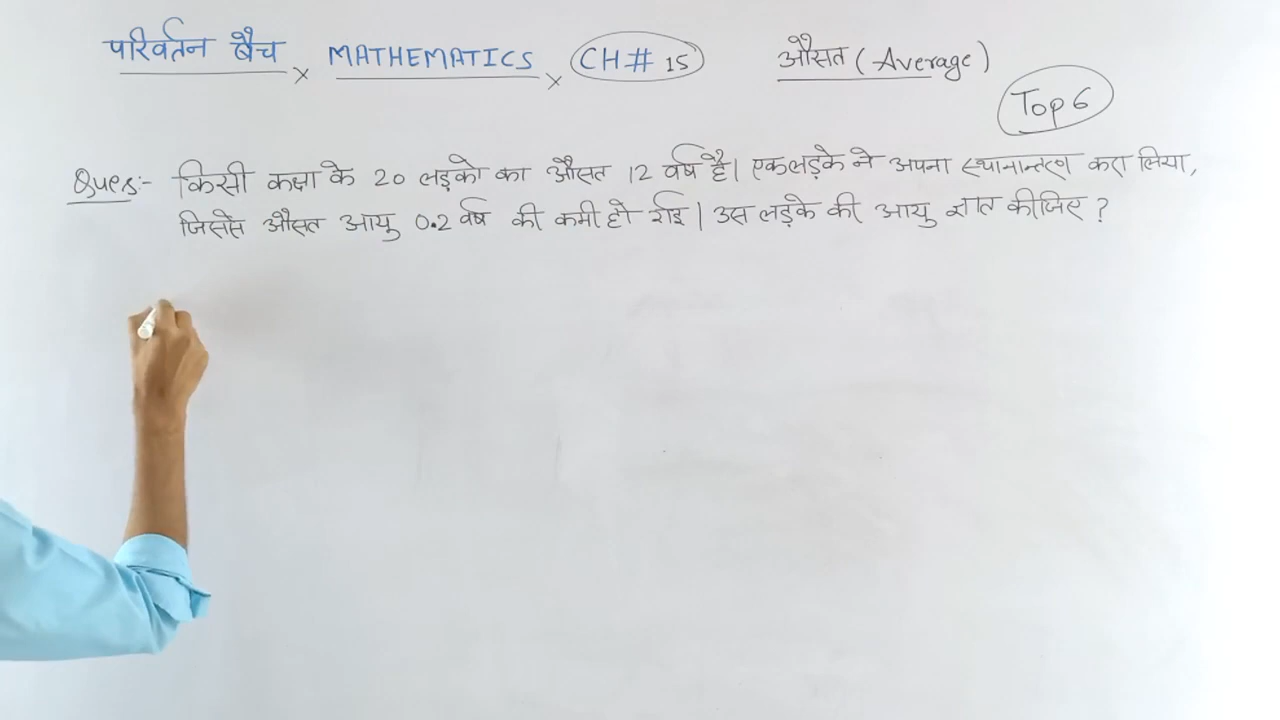 परिवर्तन बैच × MATHEMATICS × CH# 15 औसत (Average)
Top 6
Ques:- किसी कक्षा के 20 लड़को का औसत 12 वर्ष है। एक लड़के ने अपना स्थानान्तरण करा लिया,
जिससे औसत आयु 0.2 वर्ष की कमी हो गई। उस लड़के की आयु ज्ञात कीजिए ?